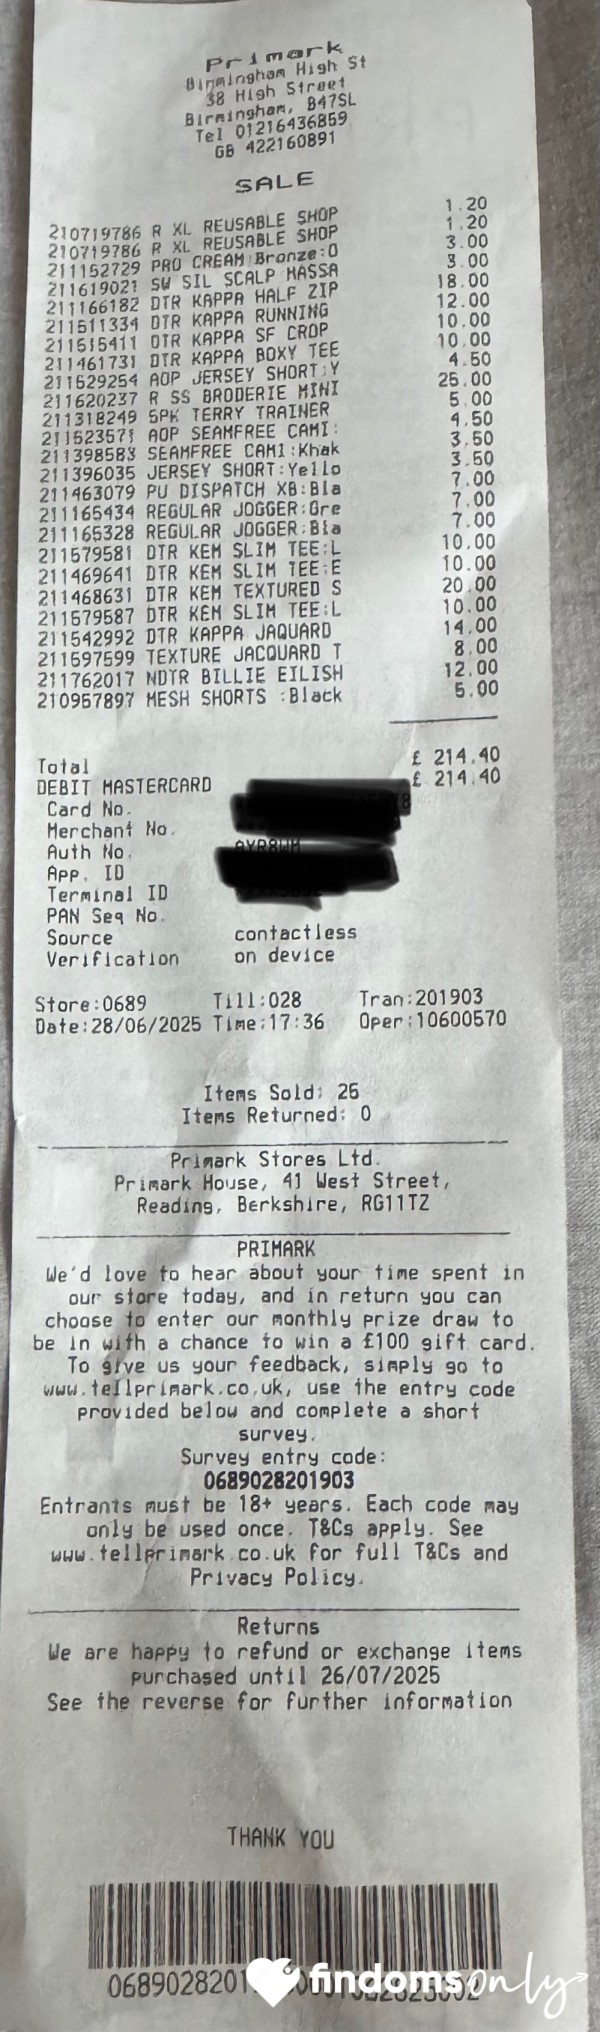 Primark
Birmingham High St
38 High Street
Birmingham, B47SL
Tel 01216436859
GB 422160891
SALE
210719786 R XL REUSABLE SHOP 1.20
210719786 R XL REUSABLE SHOP 1.20
211152729 PRO CREAM:Bronze:O 3.00
211619021 SW SIL SCALP MASSA 3.00
211166182 DTR KAPPA HALF ZIP 18.00
211511334 DTR KAPPA RUNNING 12.00
211515411 DTR KAPPA SF CROP 10.00
211461731 DTR KAPPA BOXY TEE 10.00
211529254 AOP JERSEY SHORT:Y 4.50
211620237 R SS BRODERIE MINI 25.00
211318249 5PK TERRY TRAINER 5.00
211523571 AOP SEAMFREE CAMI: 4.50
211398583 SEAMFREE CAMI:Khak 3.50
211396035 JERSEY SHORT:Yello 3.50
211463079 PU DISPATCH XB:Bla 7.00
211165434 REGULAR JOGGER:Gre 7.00
211165328 REGULAR JOGGER:Bla 7.00
211579581 DTR KEM SLIM TEE:L 10.00
211469641 DTR KEM SLIM TEE:E 10.00
211468631 DTR KEM TEXTURED S 20.00
211579587 DTR KEM SLIM TEE:L 10.00
211542992 DTR KAPPA JAQUARD 14.00
211597599 TEXTURE JACQUARD T 8.00
211762017 NDTR BILLIE EILISH 12.00
210957897 MESH SHORTS :Black 5.00
Total £ 214.40
DEBIT MASTERCARD £ 214.40
Card No.
Merchant No.
Auth No. AYR8WM
App. ID
Terminal ID
PAN Seq No.
Source contactless
Verification on device
Store:0689 Till:028 Tran:201903
Date:28/06/2025 Time:17:36 Oper:10600570
Items Sold: 25
Items Returned: 0
Primark Stores Ltd.
Primark House, 41 West Street,
Reading, Berkshire, RG11TZ
PRIMARK
We'd love to hear about your time spent in
our store today, and in return you can
choose to enter our monthly prize draw to
be in with a chance to win a £100 gift card.
To give us your feedback, simply go to
www.tellprimark.co.uk, use the entry code
provided below and complete a short
survey.
Survey entry code:
0689028201903
Entrants must be 18+ years. Each code may
only be used once. T&Cs apply. See
www.tellprimark.co.uk for full T&Cs and
Privacy Policy.
Returns
We are happy to refund or exchange items
purchased until 26/07/2025
See the reverse for further information
THANK YOU
findomsonly